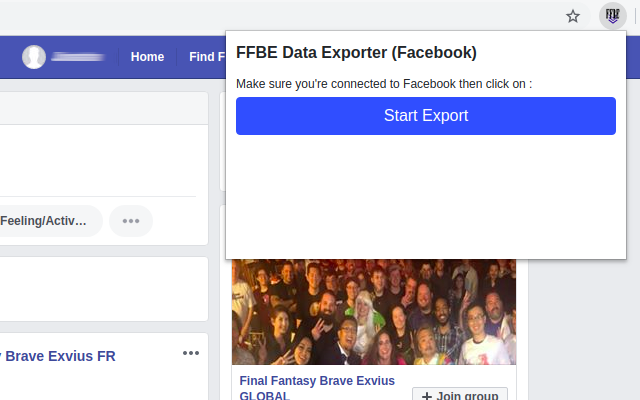 Home
Find F
FFBE Data Exporter (Facebook)
Make sure you're connected to Facebook then click on :
Start Export
Feeling/Activ...
Brave Exvius FR
Final Fantasy Brave Exvius
GLOBAL
Join group